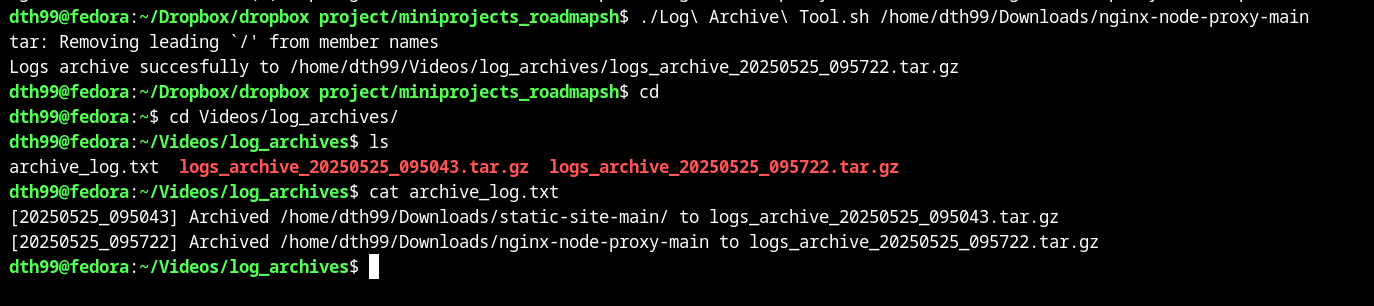 dth99@fedora:~/Dropbox/dropbox project/miniprojects_roadmapsh$ ./Log\ Archive\ Tool.sh /home/dth99/Downloads/nginx-node-proxy-main
tar: Removing leading `/' from member names
Logs archive succesfully to /home/dth99/Videos/log_archives/logs_archive_20250525_095722.tar.gz
dth99@fedora:~/Dropbox/dropbox project/miniprojects_roadmapsh$ cd
dth99@fedora:~$ cd Videos/log_archives/
dth99@fedora:~/Videos/log_archives$ ls
archive_log.txt  logs_archive_20250525_095043.tar.gz  logs_archive_20250525_095722.tar.gz
dth99@fedora:~/Videos/log_archives$ cat archive_log.txt
[20250525_095043] Archived /home/dth99/Downloads/static-site-main/ to logs_archive_20250525_095043.tar.gz
[20250525_095722] Archived /home/dth99/Downloads/nginx-node-proxy-main to logs_archive_20250525_095722.tar.gz
dth99@fedora:~/Videos/log_archives$